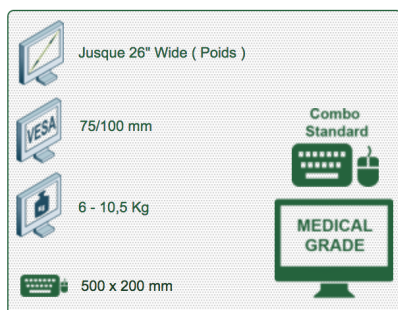 Jusque 26" Wide ( Poids )
VESA
75/100 mm
KG
6 - 10,5 Kg
500 x 200 mm
Combo
Standard
MEDICAL
GRADE